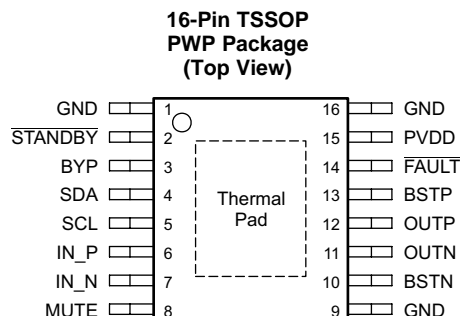 16-Pin TSSOP
PWP Package
(Top View)
GND 1 16 GND
STANDBY 2 15 PVDD
BYP 3 14 FAULT
SDA 4 13 BSTP
SCL 5 12 OUTP
IN_P 6 11 OUTN
IN_N 7 10 BSTN
MUTE 8 9 GND
Thermal
Pad